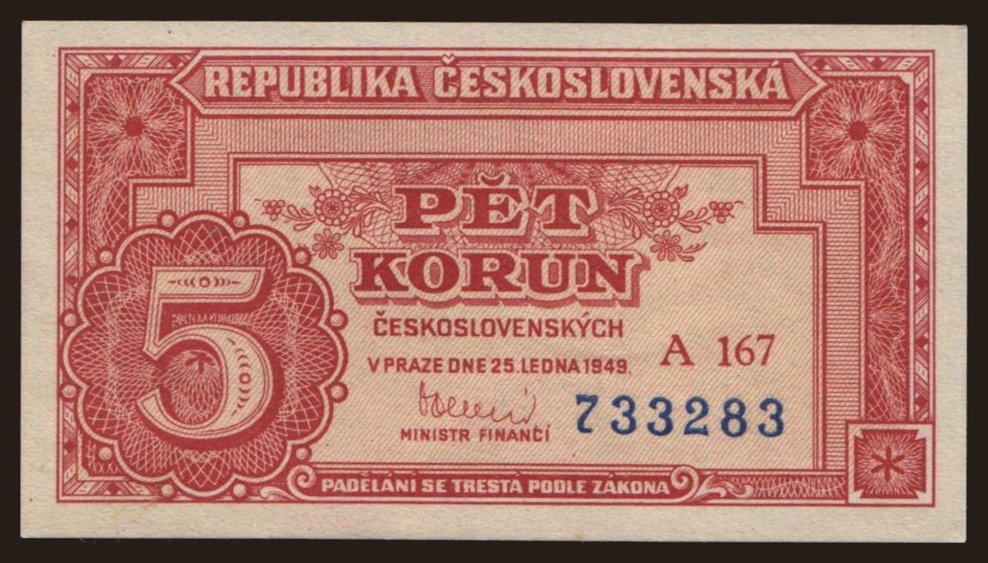 REPUBLIKA ČESKOSLOVENSKÁ
PĚT
KORUN
ČESKOSLOVENSKÝCH
V PRAZE DNE 25. LEDNA 1949.
A 167
5
733283
MINISTR FINANCÍ
PADĚLÁNÍ SE TRESTÁ PODLE ZÁKONA